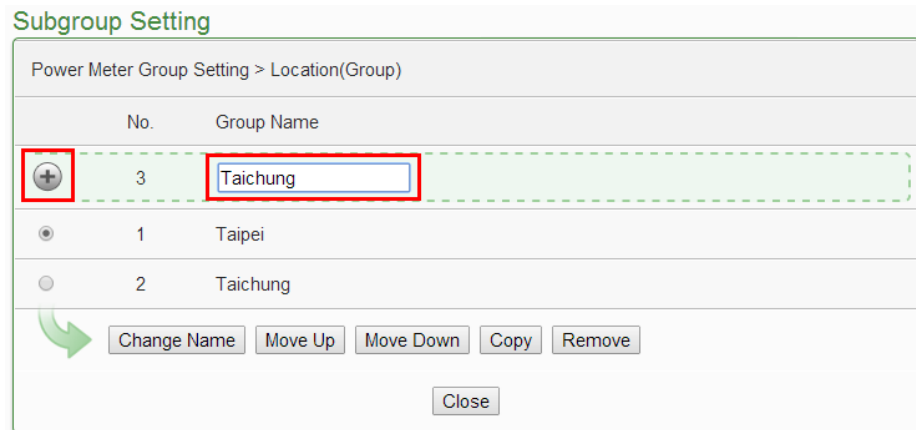 Subgroup Setting
Power Meter Group Setting > Location(Group)
No. Group Name
3 Taichung
1 Taipei
2 Taichung
Change Name Move Up Move Down Copy Remove
Close